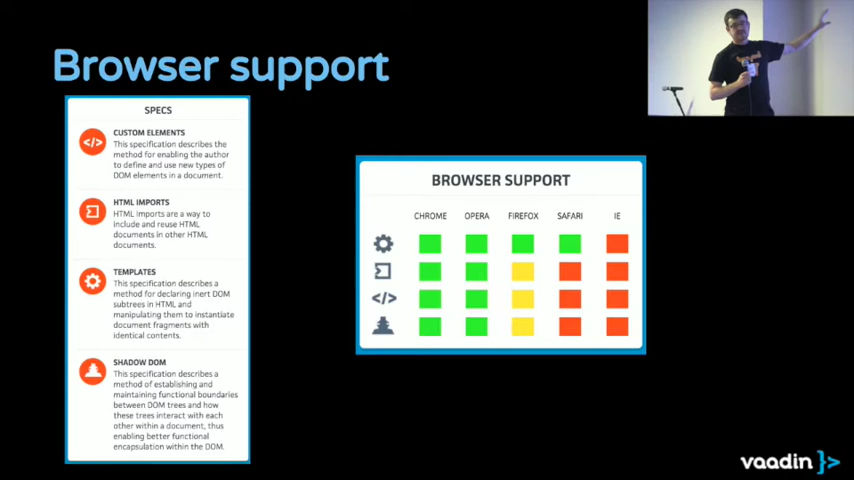 Browser support
SPECS
CUSTOM ELEMENTS
This specification describes the
method for enabling the author
to define and use new types of
DOM elements in a document.
HTML IMPORTS
HTML Imports are a way to
include and reuse HTML
documents in other HTML
documents.
TEMPLATES
This specification describes a
method for declaring inert DOM
subtrees in HTML and
manipulating them to instantiate
document fragments with
identical contents.
SHADOW DOM
This specification describes a
method of establishing and
maintaining functional boundaries
between DOM trees and how
these trees interact with each
other within a document, thus
enabling better functional
encapsulation within the DOM.
BROWSER SUPPORT
CHROME OPERA FIREFOX SAFARI IE
vaadin }>